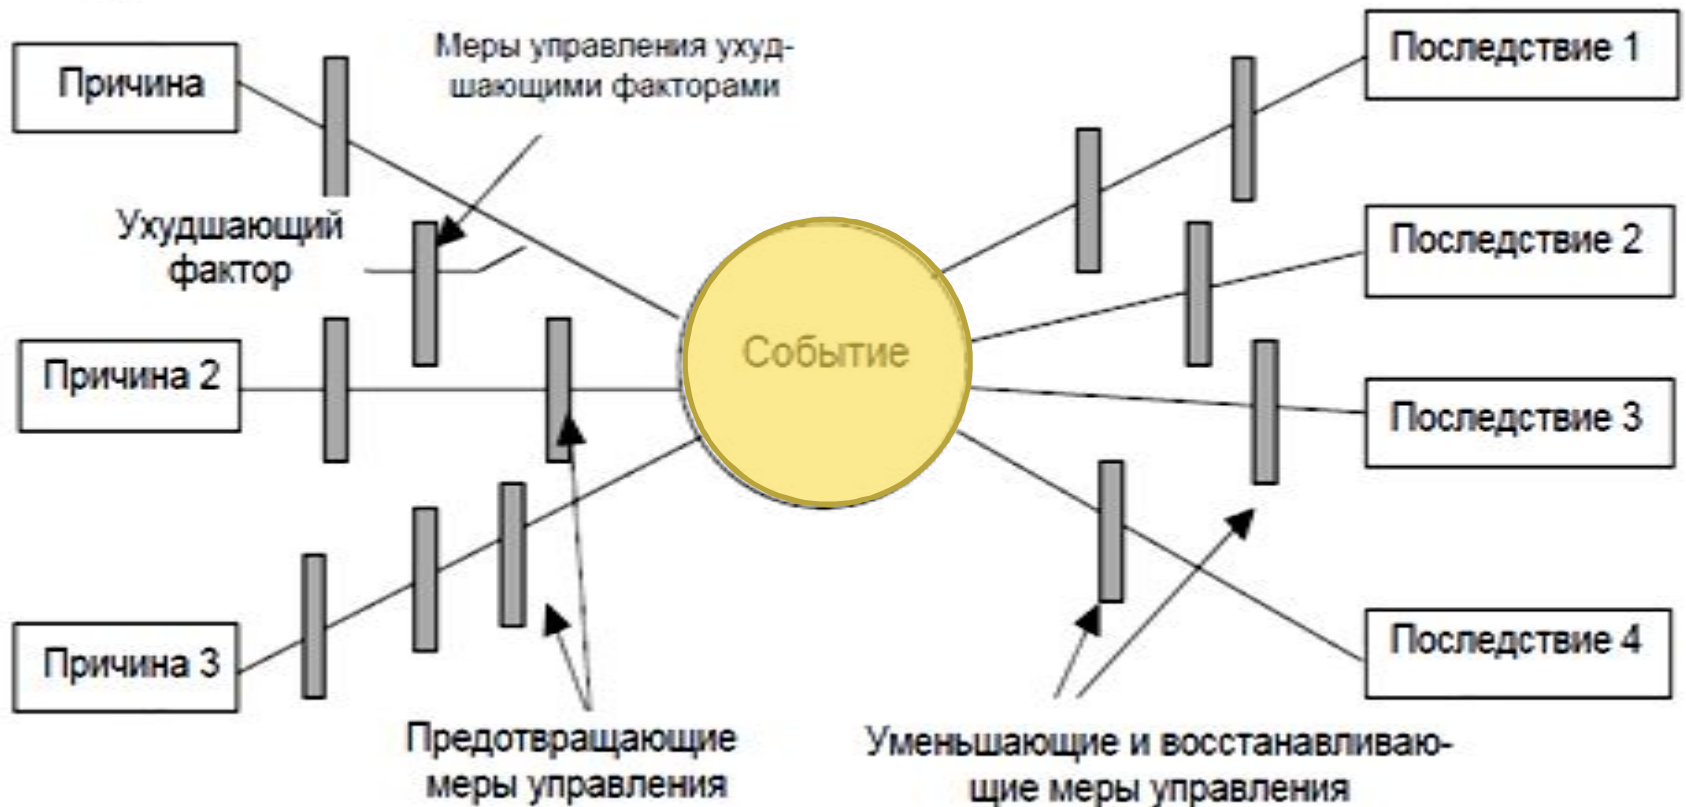 Причина
Меры управления ухуд-
шающими факторами
Ухудшающий
фактор
Причина 2
Причина 3
Предотвращающие
меры управления
Событие
Последствие 1
Последствие 2
Последствие 3
Последствие 4
Уменьшающие и восстанавливаю-
щие меры управления